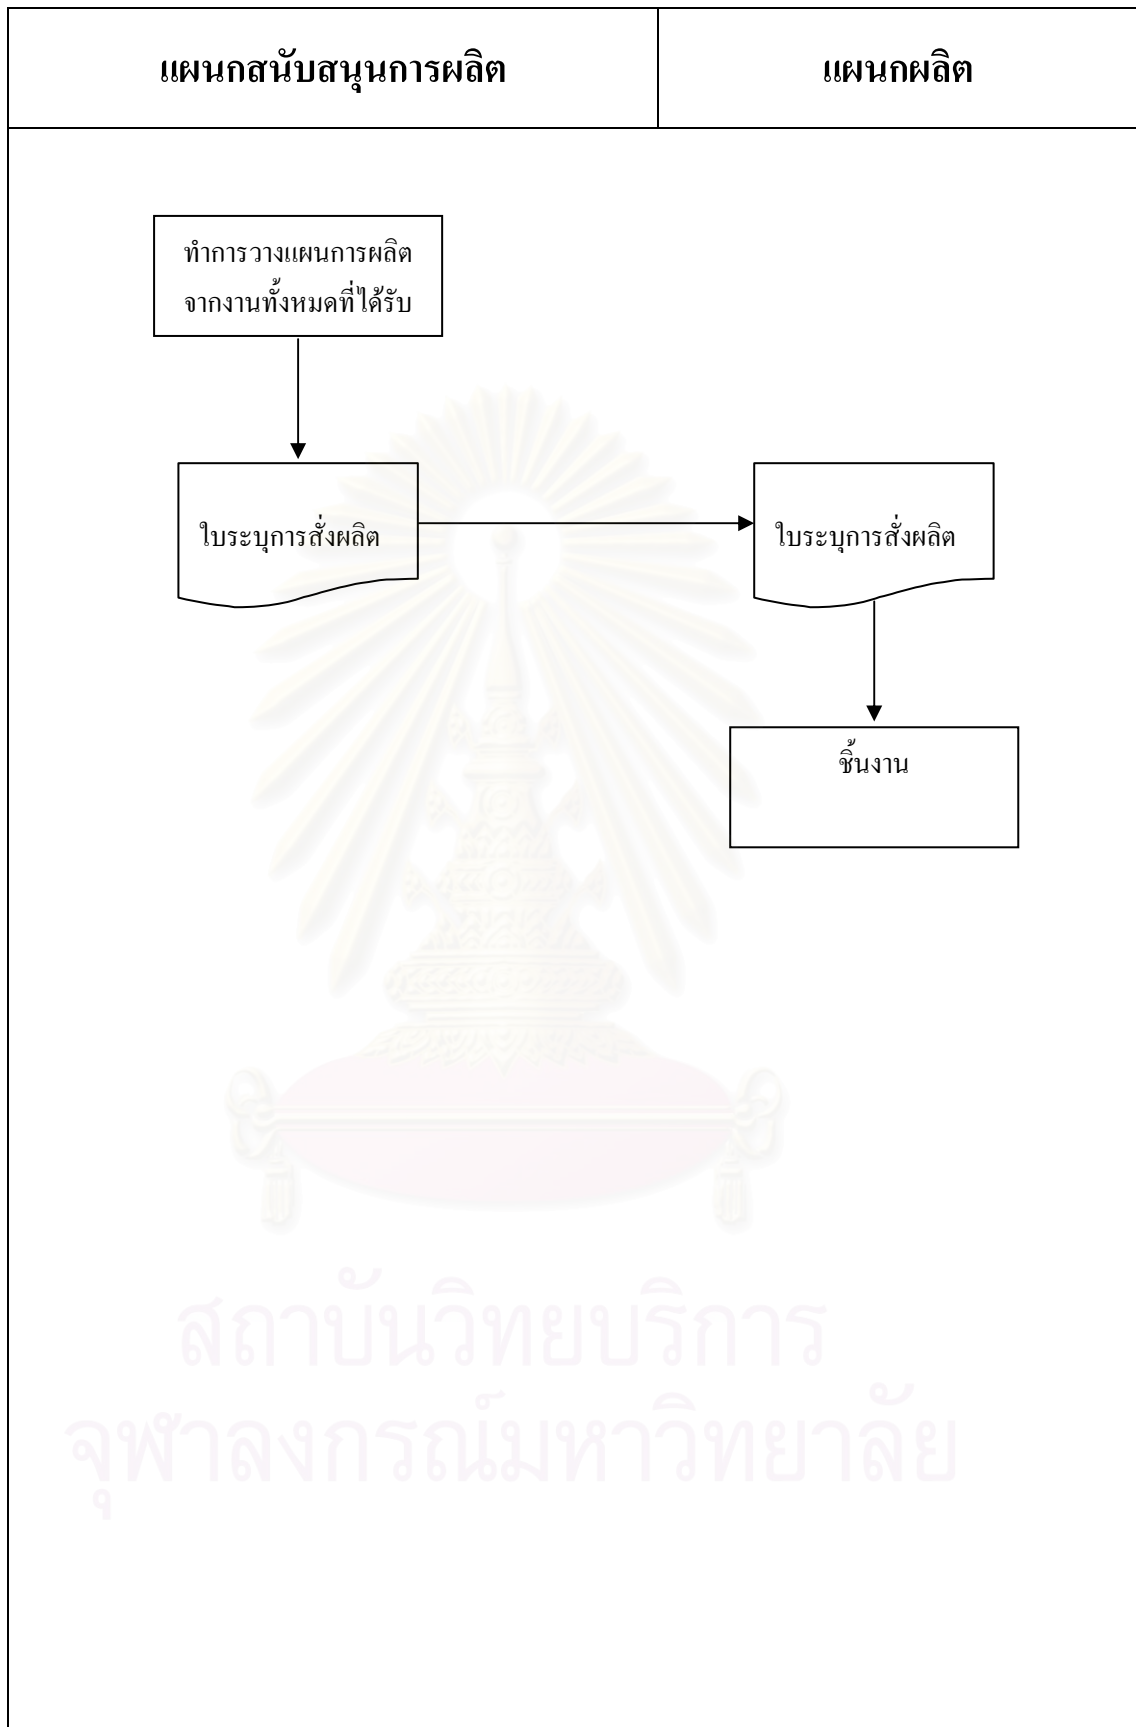 แผนกสนับสนุนการผลิต
แผนกผลิต
ทำการวางแผนการผลิต
จากงานทั้งหมดที่ได้รับ
ใบระบุการสั่งผลิต
ใบระบุการสั่งผลิต
ชิ้นงาน
สถาบันวิทยบริการ
จุฬาลงกรณ์มหาวิทยาลัย